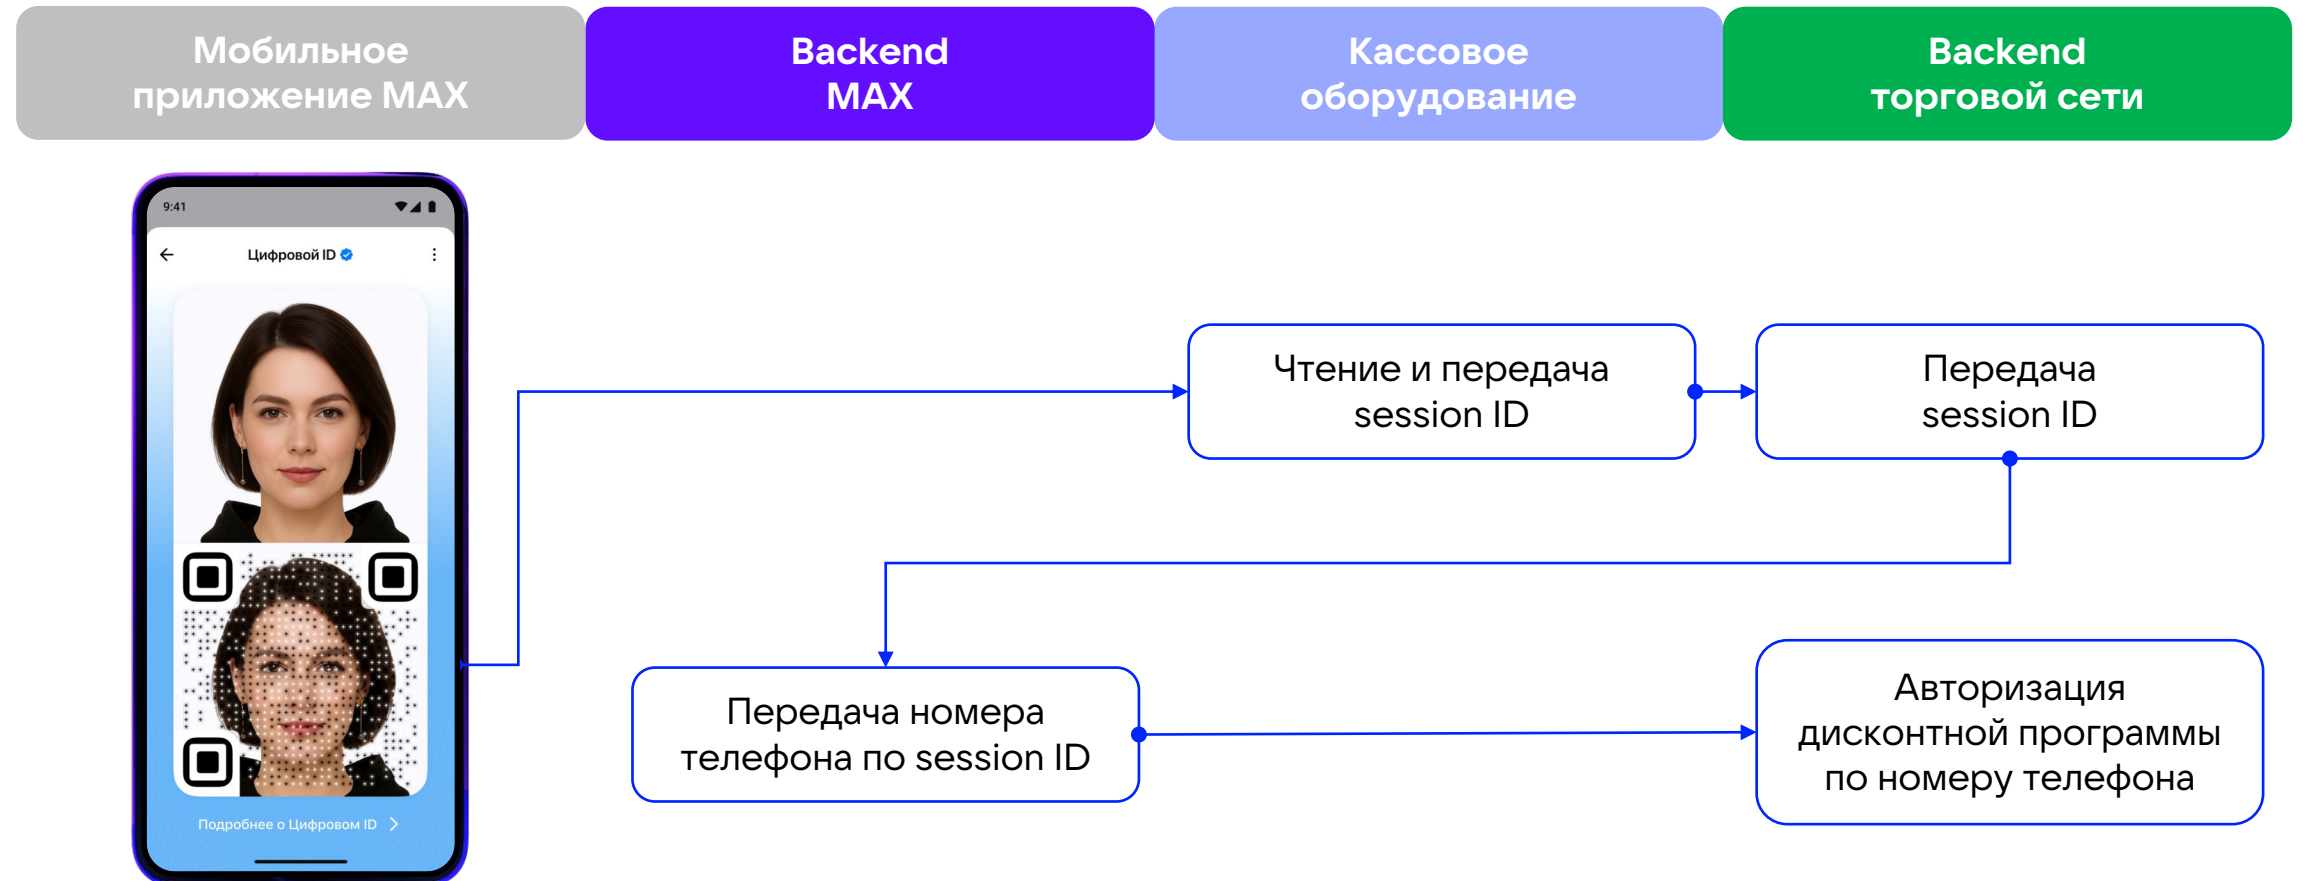 Мобильное
приложение MAX
Backend
MAX
Кассовое
оборудование
Backend
торговой сети
9:41
Цифровой ID
Чтение и передача
session ID
Передача
session ID
Передача номера
телефона по session ID
Авторизация
дисконтной программы
по номеру телефона
Подробнее о Цифровом ID